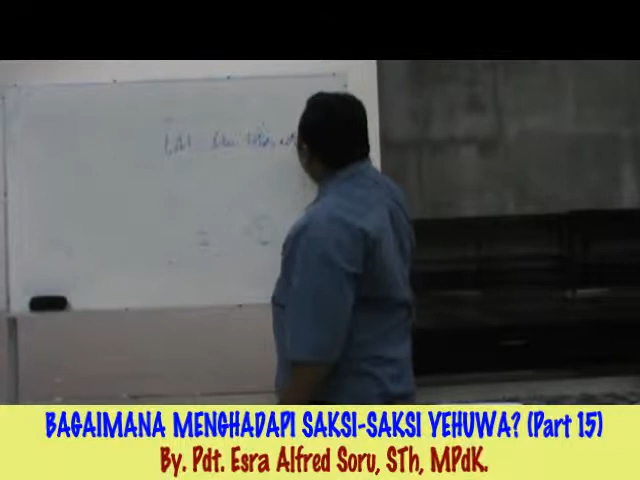 BAGAIMANA MENGHADAPI SAKSI-SAKSI YEHUWA? (Part 15)
By. Pdt. Esra Alfred Soru, STh, MPdK.